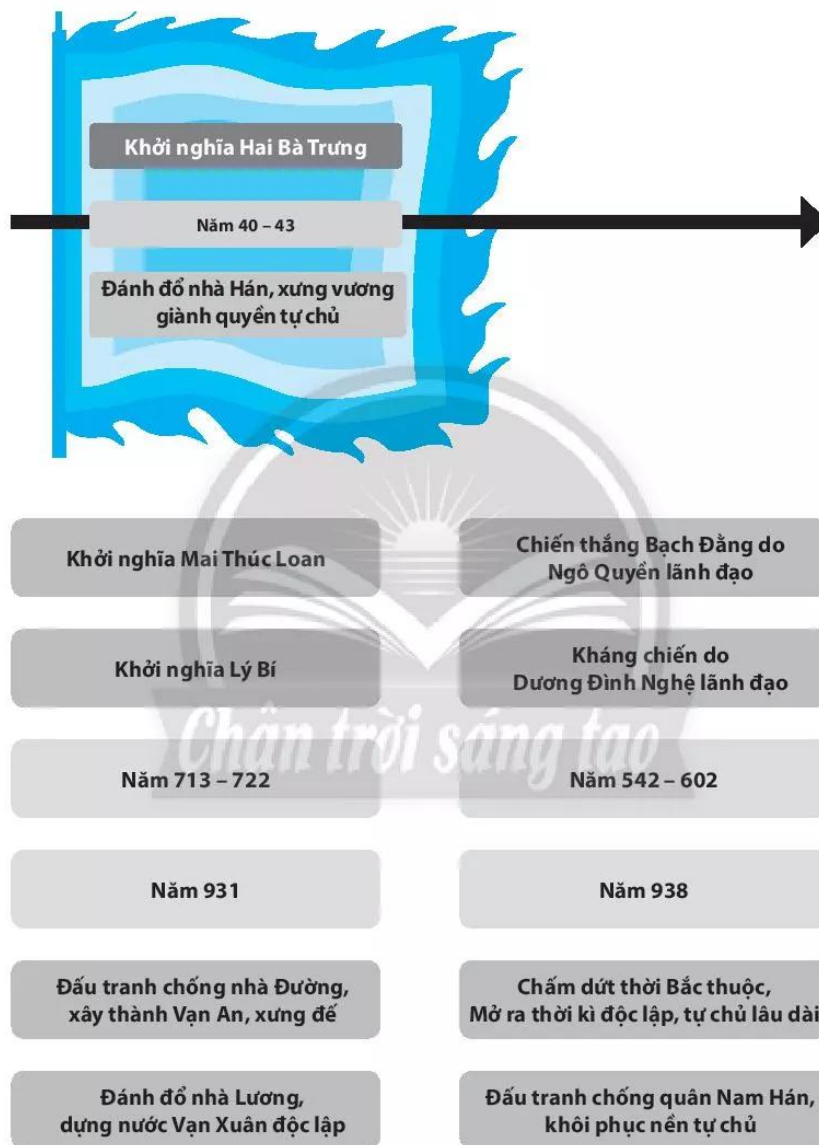 Khởi nghĩa Hai Bà Trưng
Năm 40 – 43
Đánh đổ nhà Hán, xưng vương
giành quyền tự chủ
Khởi nghĩa Mai Thúc Loan
Chiến thắng Bạch Đằng do
Ngô Quyền lãnh đạo
Khởi nghĩa Lý Bí
Kháng chiến do
Dương Đình Nghệ lãnh đạo
Chân trời sáng tạo
Năm 713 – 722
Năm 542 – 602
Năm 931
Năm 938
Đấu tranh chống nhà Đường,
xây thành Vạn An, xưng đế
Chấm dứt thời Bắc thuộc,
Mở ra thời kì độc lập, tự chủ lâu dài
Đánh đổ nhà Lương,
dựng nước Vạn Xuân độc lập
Đấu tranh chống quân Nam Hán,
khôi phục nền tự chủ